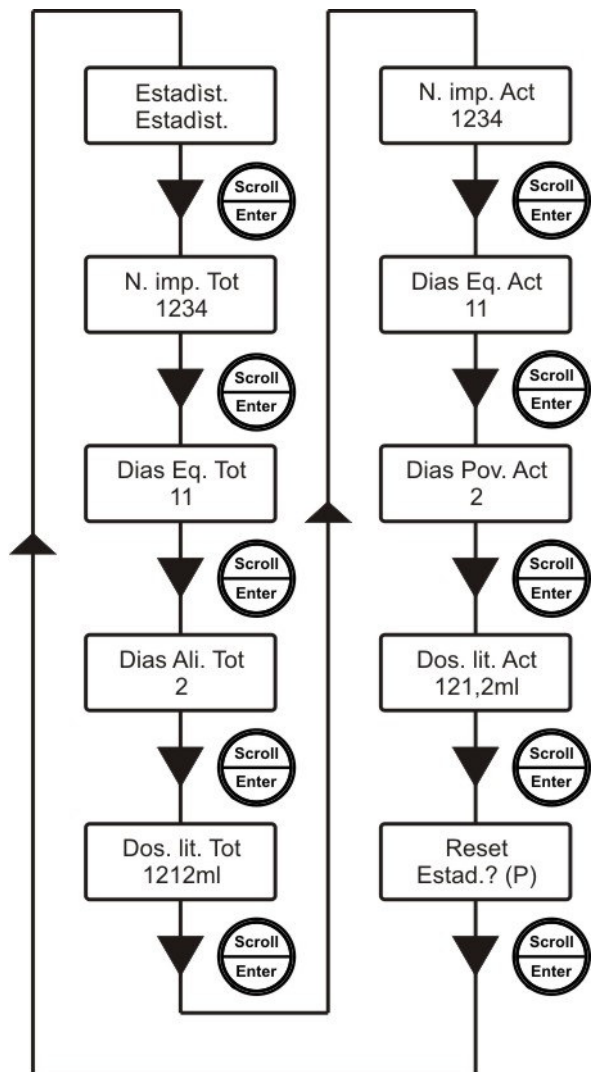 Estadìst.
Estadìst.
Scroll
Enter
N. imp. Tot
1234
Scroll
Enter
Dias Eq. Tot
11
Scroll
Enter
Dias Ali. Tot
2
Scroll
Enter
Dos. lit. Tot
1212ml
Scroll
Enter
N. imp. Act
1234
Scroll
Enter
Dias Eq. Act
11
Scroll
Enter
Dias Pov. Act
2
Scroll
Enter
Dos. lit. Act
121,2ml
Scroll
Enter
Reset
Estad.? (P)
Scroll
Enter